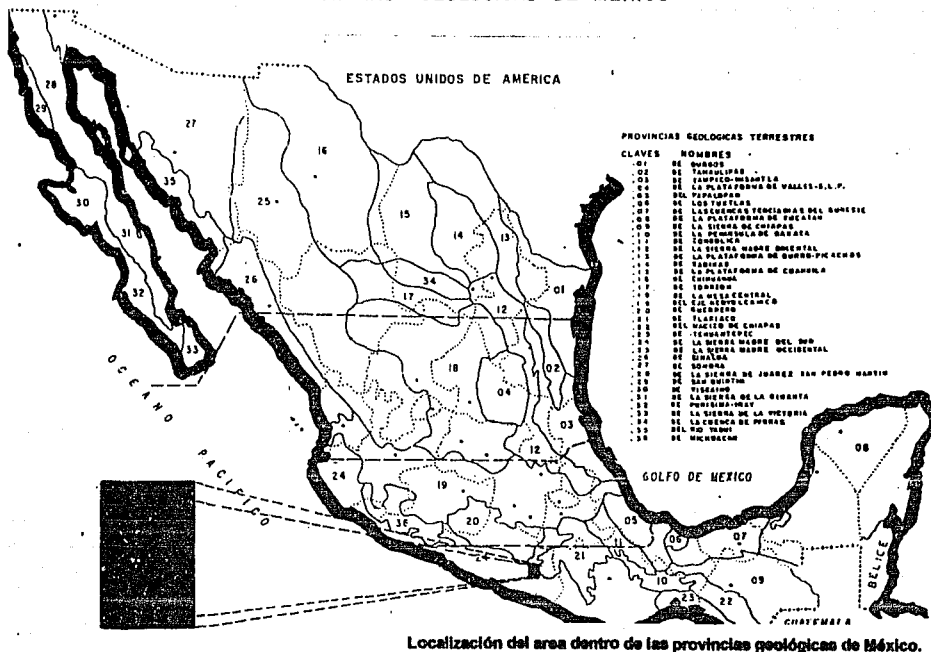 ESTADOS UNIDOS DE AMÉRICA
PROVINCIAS GEOLOGICAS TERRESTRES
CLAVES NOMBRES
01 DE BURGOS
02 DE TAMAULIPAS
03 DE TAMPICO-MISANTLA
04 DE LA PLATAFORMA DE VALLES-S.L.P.
05 DEL PAPALOAPAN
06 DE LOS TUXTLAS
07 DE LAS CUENCAS TERCIARIAS DEL SURESTE
08 DE LA PLATAFORMA DE YUCATAN
09 DE LA SIERRA DE CHIAPAS
10
11 DE ZONGOLICA
12 DE LA SIERRA MADRE ORIENTAL
13 DE LA PLATAFORMA DE BURRO-PICACHOS
14 DE SABINAS
15 DE LA PLATAFORMA DE COAHUILA
16 DE CHIHUAHUA
17 DE TORREON
18 DE LA MESA CENTRAL
19 DEL EJE NEOVOLCANICO
20 DE GUERRERO
21 DE TLAXIACO
22 DEL MACIZO DE CHIAPAS
23 DE TEHUANTEPEC
24 DE LA SIERRA MADRE DEL SUR
25 DE LA SIERRA MADRE OCCIDENTAL
26 DE SINALOA
27 DE SONORA
28 DE LA SIERRA DE JUAREZ SAN PEDRO MARTIR
29 DE SAN QUINTIN
30 DE VIZCAINO
31 DE LA SIERRA DE LA GIGANTA
32 DE PURISIMA-IRAY
33 DE LA SIERRA DE LA VICTORIA
34 DE LA CUENCA DE PARRAS
35 DEL RIO YAQUI
36 DE MICHOACAN
28
29
27
16
35
25
30
15
14
13
31
26
34
17
01
12
32
33
18
04
02
03
12
24
19
08
OCEANO PACIFICO
GOLFO DE MEXICO
36
20
05
06
07
24
21
11
10
09
23
22
BELICE
GUATEMALA
Localización del area dentro de las provincias geológicas de México.